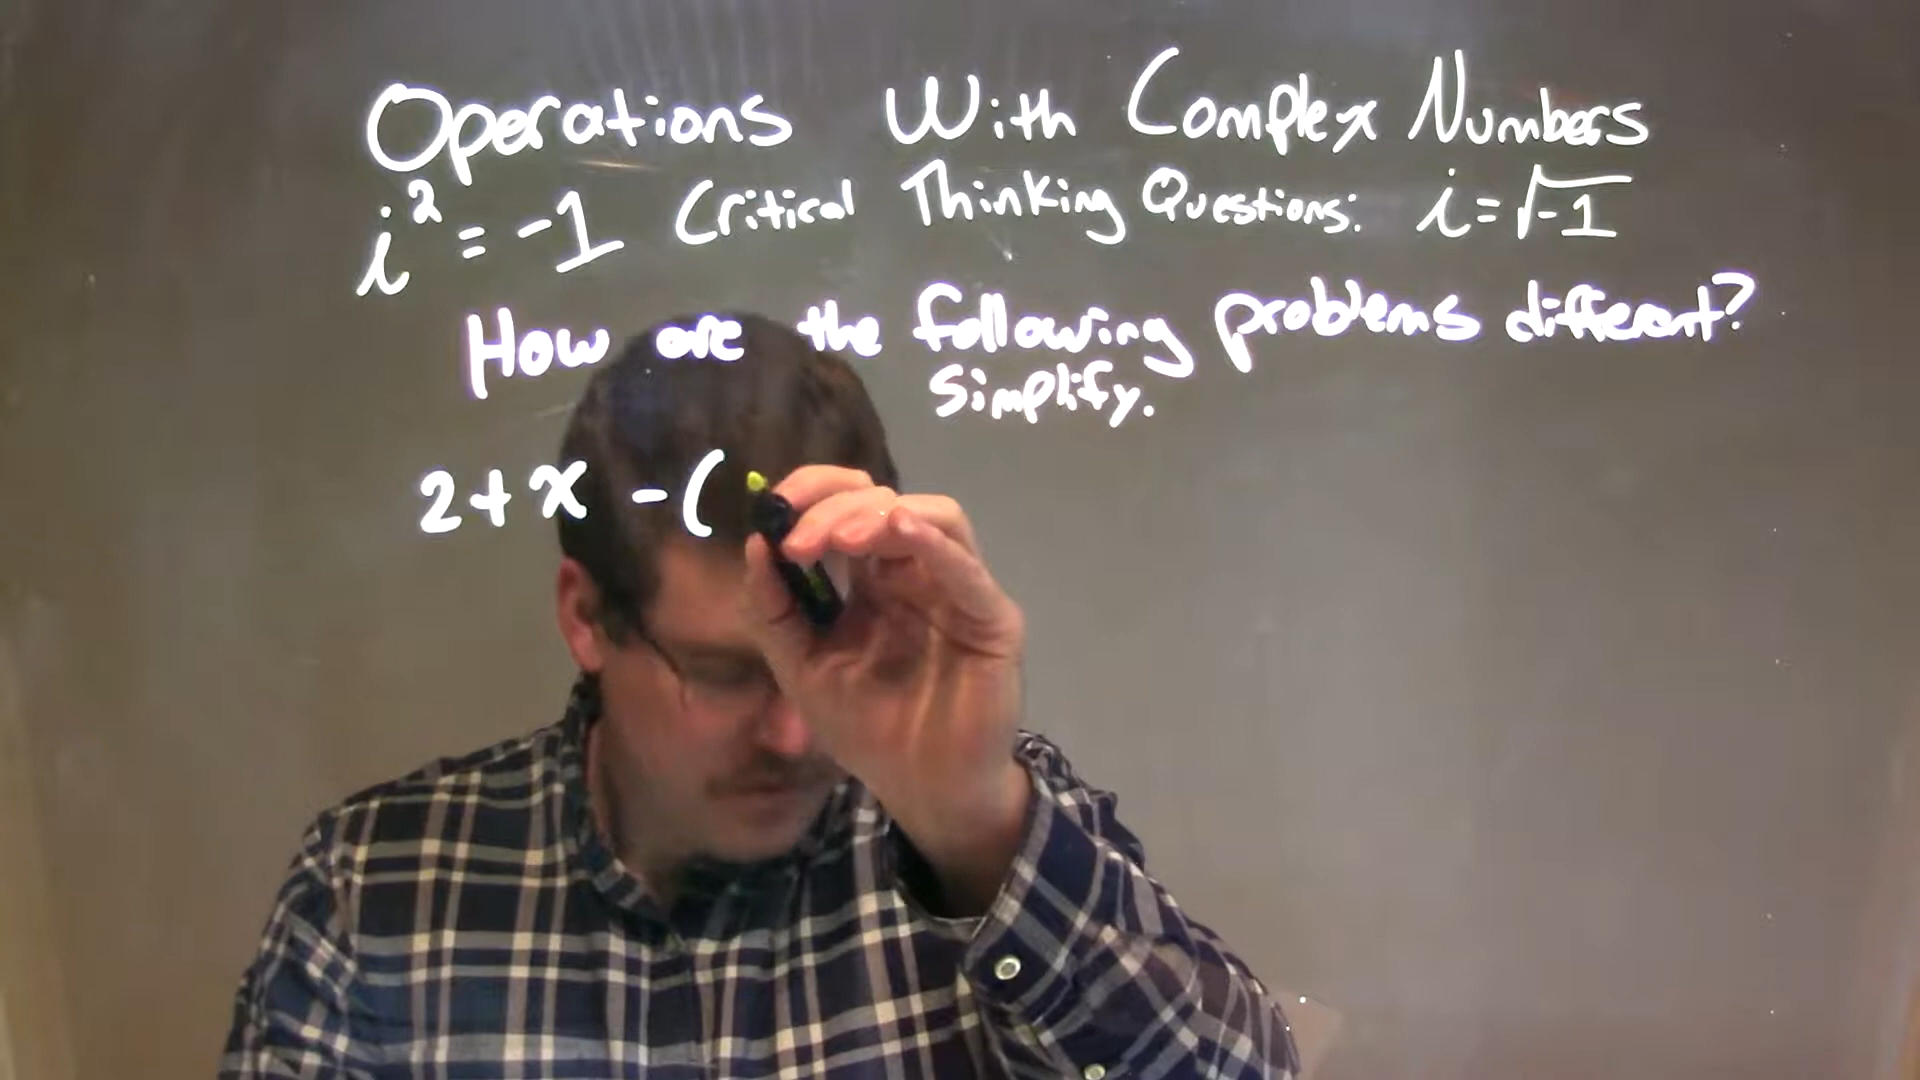 Operations With Complex Numbers
i² = -1 Critical Thinking Questions: i = √-1
How are the following problems different?
Simplify.
2 + x - (